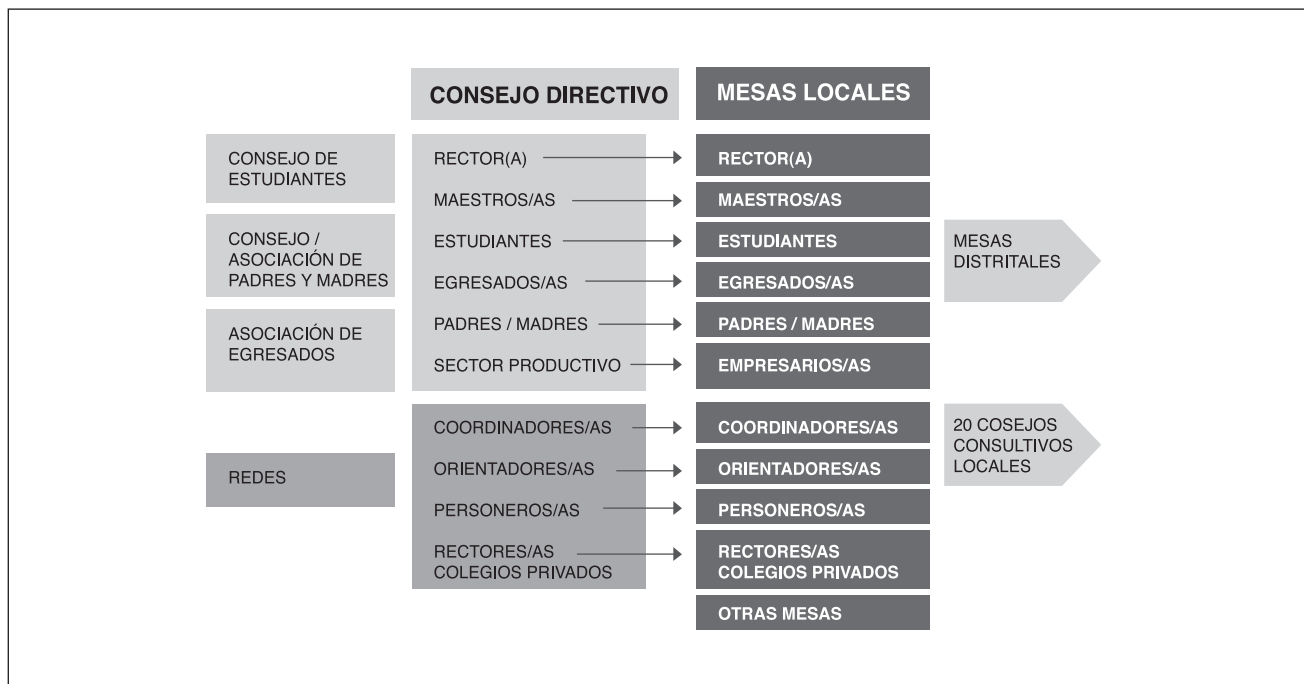 CONSEJO DIRECTIVO
MESAS LOCALES
CONSEJO DE
ESTUDIANTES
CONSEJO /
ASOCIACIÓN DE
PADRES Y MADRES
ASOCIACIÓN DE
EGRESADOS
REDES
RECTOR(A)
MAESTROS/AS
ESTUDIANTES
EGRESADOS/AS
PADRES / MADRES
SECTOR PRODUCTIVO
COORDINADORES/AS
ORIENTADORES/AS
PERSONEROS/AS
RECTORES/AS
COLEGIOS PRIVADOS
RECTOR(A)
MAESTROS/AS
ESTUDIANTES
EGRESADOS/AS
PADRES / MADRES
EMPRESARIOS/AS
COORDINADORES/AS
ORIENTADORES/AS
PERSONEROS/AS
RECTORES/AS
COLEGIOS PRIVADOS
OTRAS MESAS
MESAS
DISTRITALES
20 COSEJOS
CONSULTIVOS
LOCALES